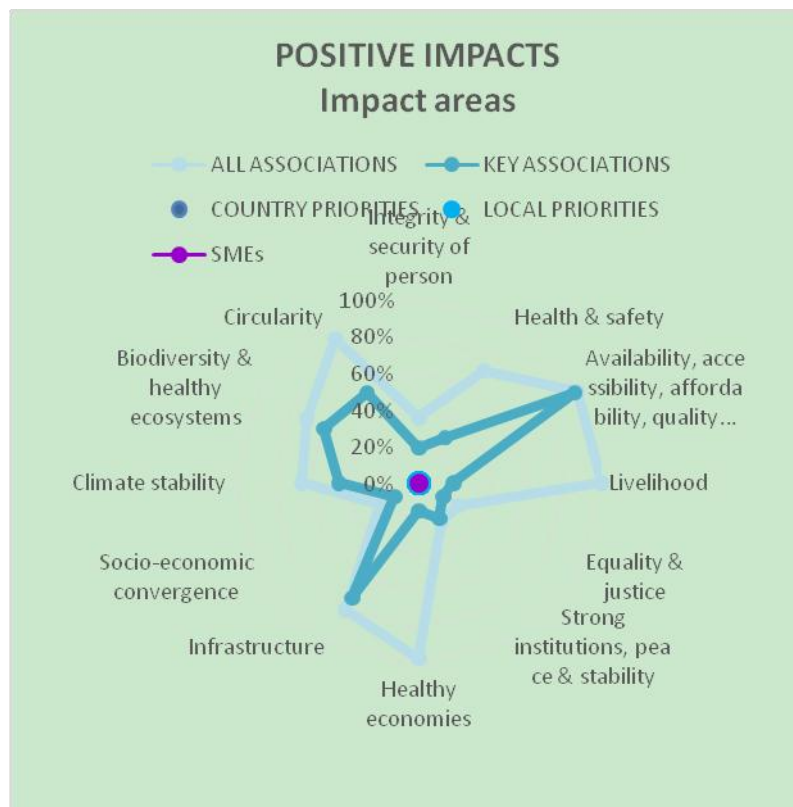 POSITIVE IMPACTS
Impact areas
ALL ASSOCIATIONS
KEY ASSOCIATIONS
COUNTRY PRIORITIES
LOCAL PRIORITIES
SMEs
Integrity &
security of
person
Health & safety
Availability, acce
ssibility, afforda
bility, quality...
Livelihood
Equality &
justice
Strong
institutions, pea
ce & stability
Healthy
economies
Infrastructure
Socio-economic
convergence
Climate stability
Biodiversity &
healthy
ecosystems
Circularity
100%
80%
60%
40%
20%
0%